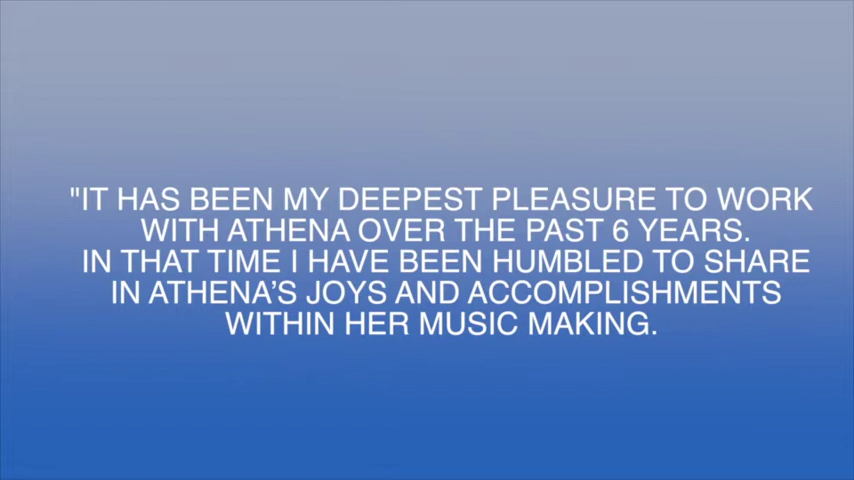 "IT HAS BEEN MY DEEPEST PLEASURE TO WORK
WITH ATHENA OVER THE PAST 6 YEARS.
IN THAT TIME I HAVE BEEN HUMBLED TO SHARE
IN ATHENA’S JOYS AND ACCOMPLISHMENTS
WITHIN HER MUSIC MAKING.